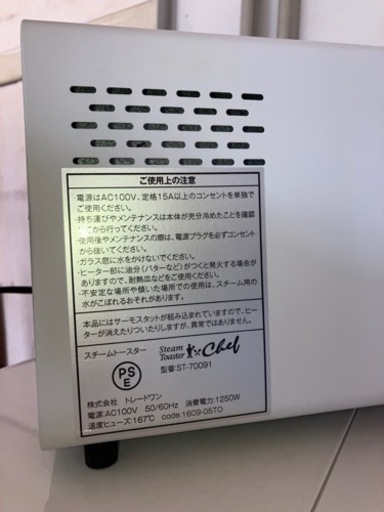 ご使用上の注意
・電源はAC100V、定格15A以上のコンセントを単独で
ご使用ください。
・持ち運びやメンテナンスは本体が充分冷めたことを確認
してから行ってください。
・使用後やメンテナンスの際は、電源プラグを必ずコンセント
から抜いてください。
・ガラス窓に水をかけないでください。
・ヒーター部に油分(バターなど)がつくと発火する場合が
ありますので、耐熱皿などをご使用ください。
・不安定な場所や傾いた場所での使用は、スチーム用の
水がこぼれるおそれがあります。
本品にはサーモスタットが組み込まれていますので、ヒー
ターが消えたりついたりしますが、異常ではありません。
スチームトースター
Steam Toaster Chef
PSE
型番:ST-70091
株式会社 トレードワン
電源:AC100V 50/60Hz 消費電力:1250W
温度ヒューズ:167℃ code:1609-05TO